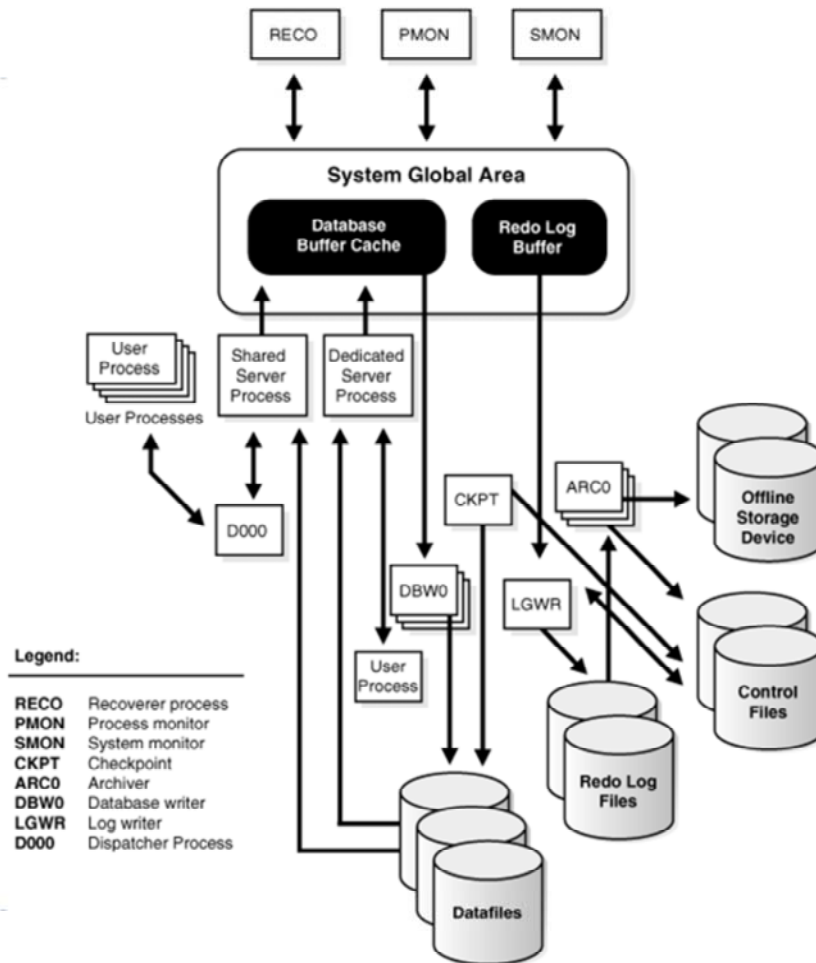 RECO
PMON
SMON
System Global Area
Database
Buffer Cache
Redo Log
Buffer
User
Process
User Processes
Shared
Server
Process
Dedicated
Server
Process
D000
CKPT
ARC0
Offline
Storage
Device
DBW0
LGWR
User
Process
Control
Files
Redo Log
Files
Datafiles
Legend:
RECO Recoverer process
PMON Process monitor
SMON System monitor
CKPT Checkpoint
ARC0 Archiver
DBW0 Database writer
LGWR Log writer
D000 Dispatcher Process